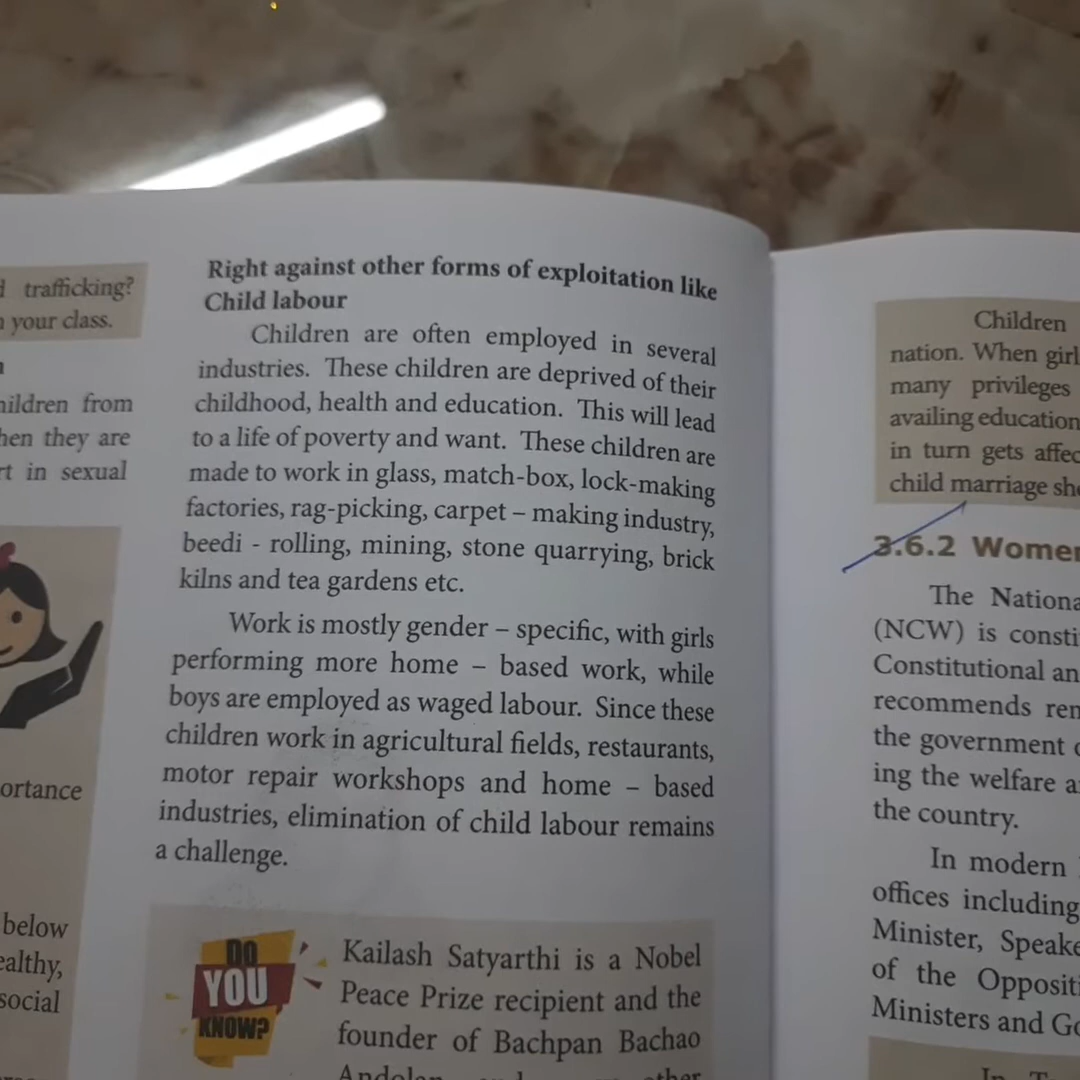 trafficking?
your class.
from
they are
in sexual
ortance
below
ealthy,
social
Right against other forms of exploitation like
Child labour
Children are often employed in several
industries. These children are deprived of their
childhood, health and education. This will lead
to a life of poverty and want. These children are
made to work in glass, match-box, lock-making
factories, rag-picking, carpet – making industry,
beedi - rolling, mining, stone quarrying, brick
kilns and tea gardens etc.
Work is mostly gender – specific, with girls
performing more home – based work, while
boys are employed as waged labour. Since these
children work in agricultural fields, restaurants,
motor repair workshops and home – based
industries, elimination of child labour remains
a challenge.
DO
YOU
KNOW?
Kailash Satyarthi is a Nobel
Peace Prize recipient and the
founder of Bachpan Bachao
Children
nation. When girl
many privileges
availing education
in turn gets affec
child marriage sh
3.6.2 Women
The Nationa
(NCW) is consti
Constitutional an
recommends rem
the government
ing the welfare a
the country.
In modern
offices including
Minister, Speake
of the Oppositi
Ministers and Go